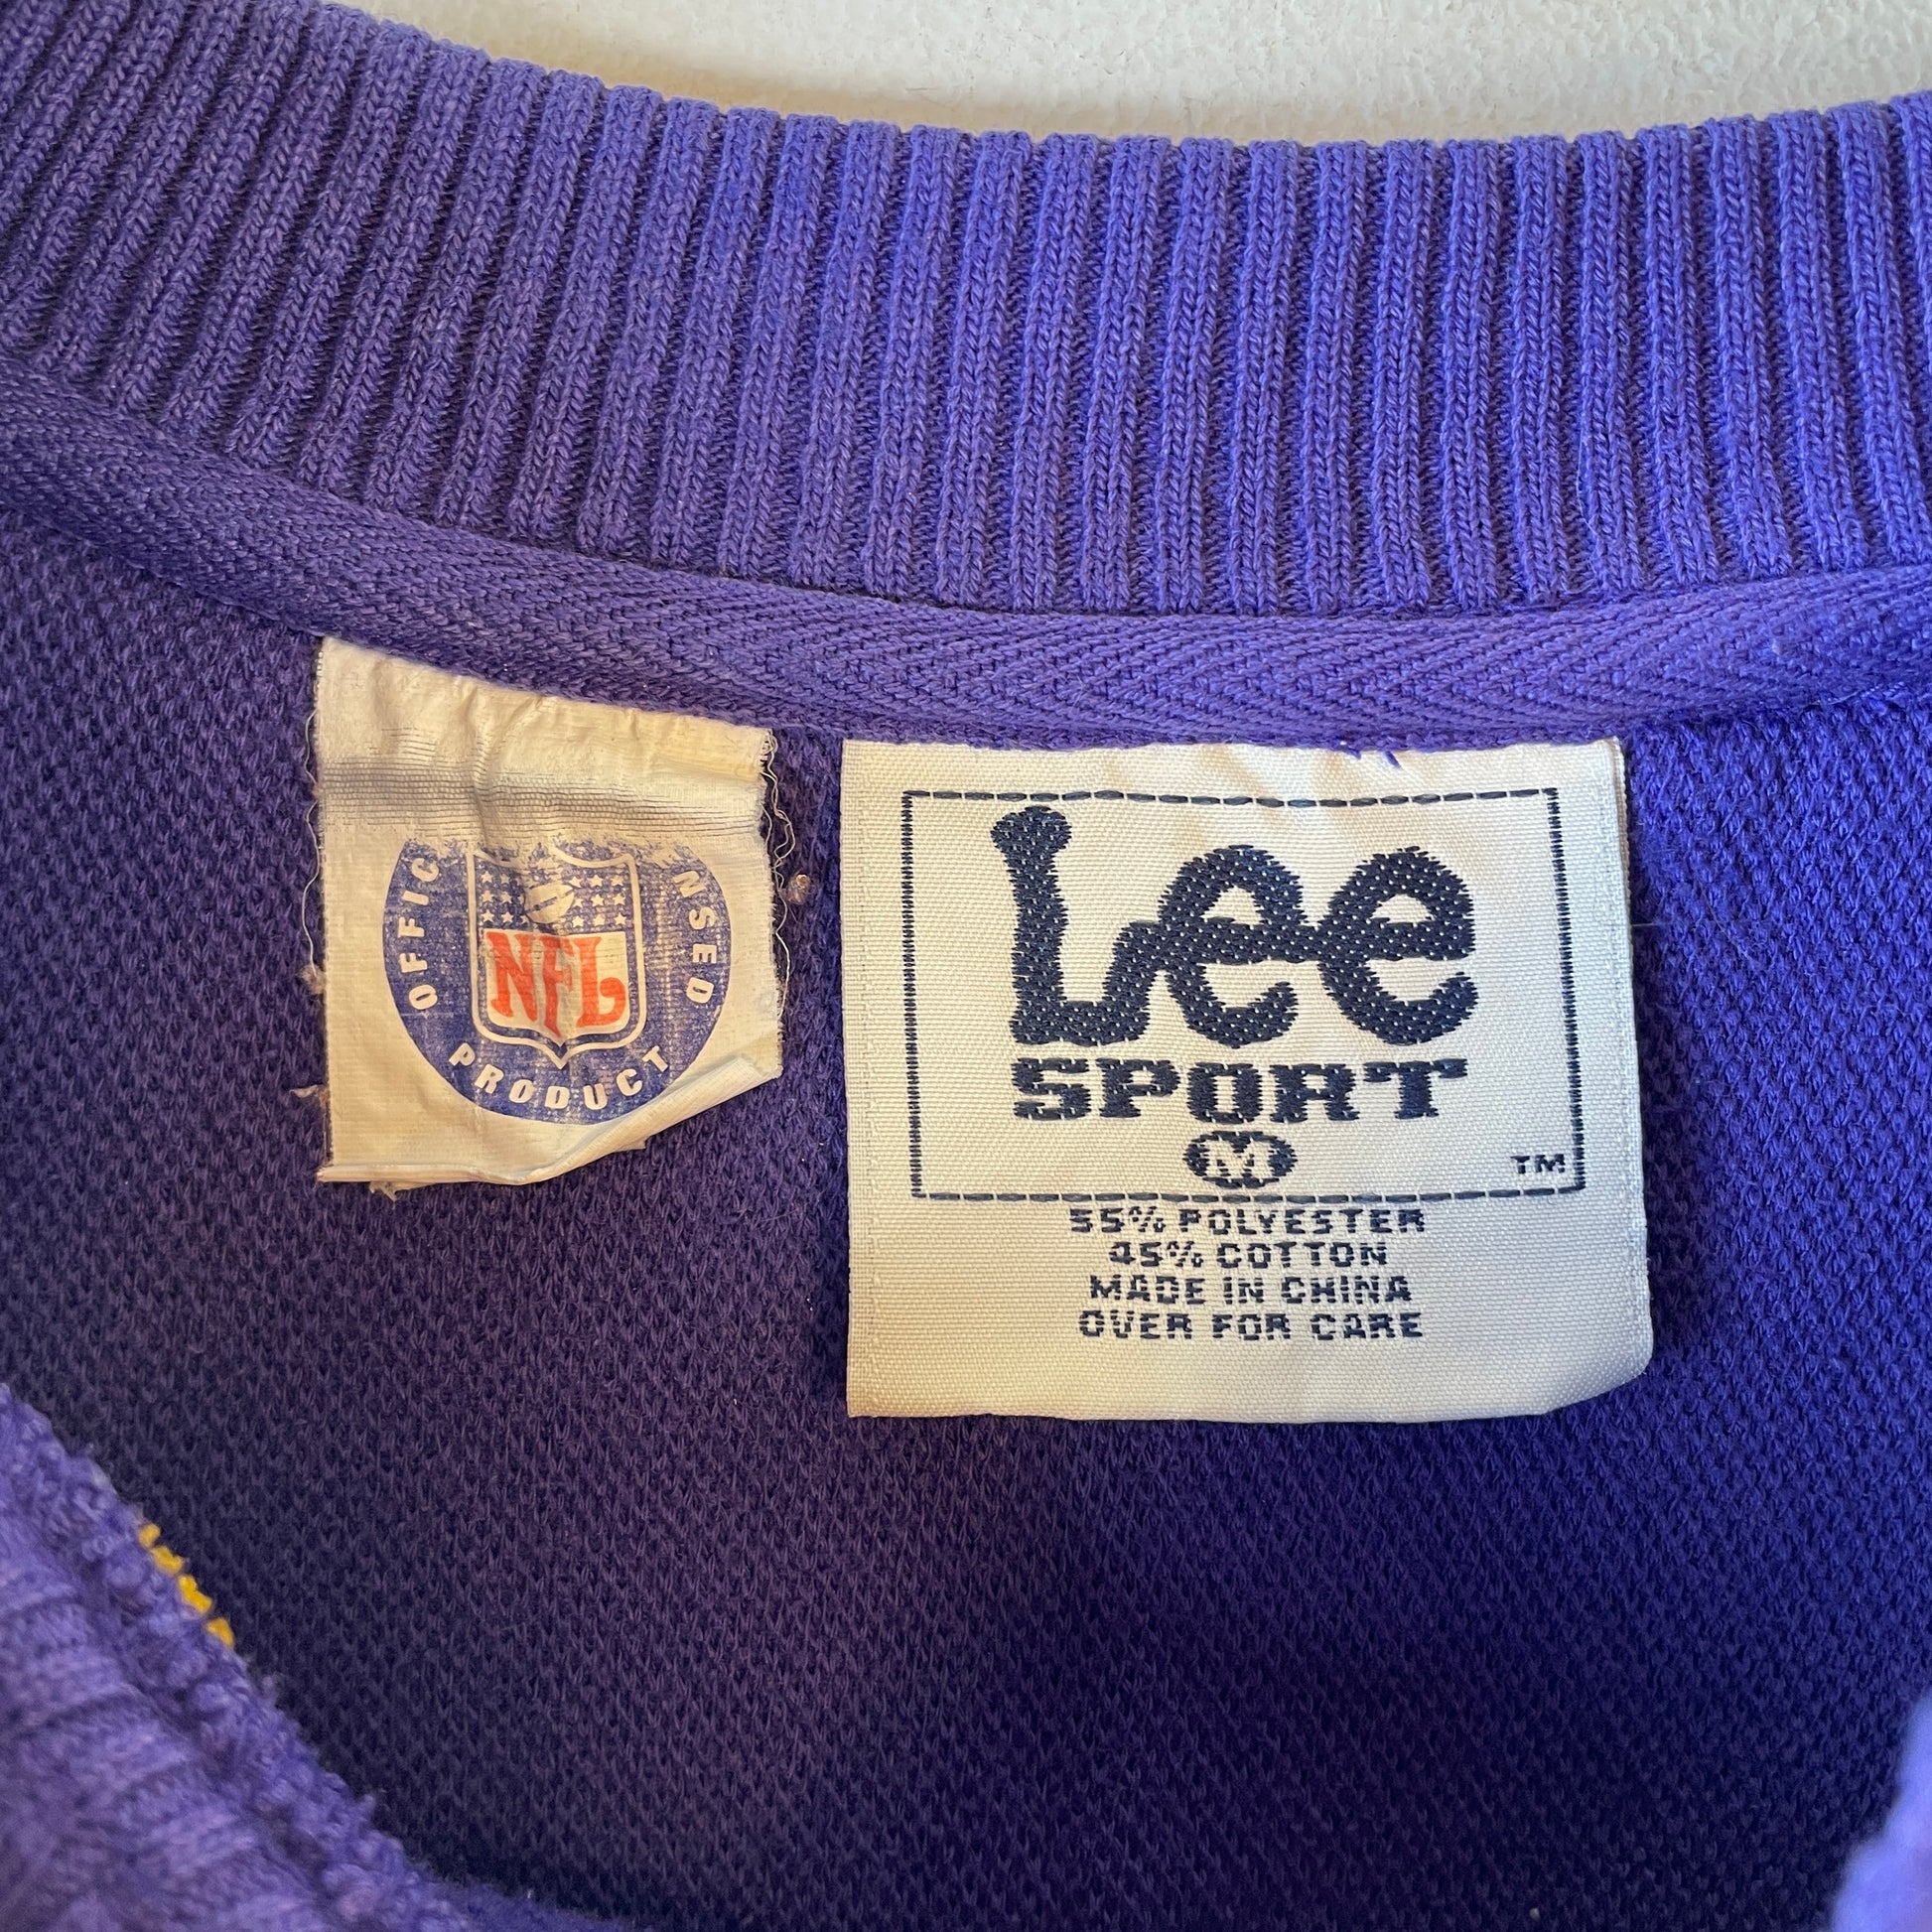 OFFIC
NSED
NFL
PRODUCT
Lee
SPORT
M
TM
55% POLYESTER
45% COTTON
MADE IN CHINA
OVER FOR CARE